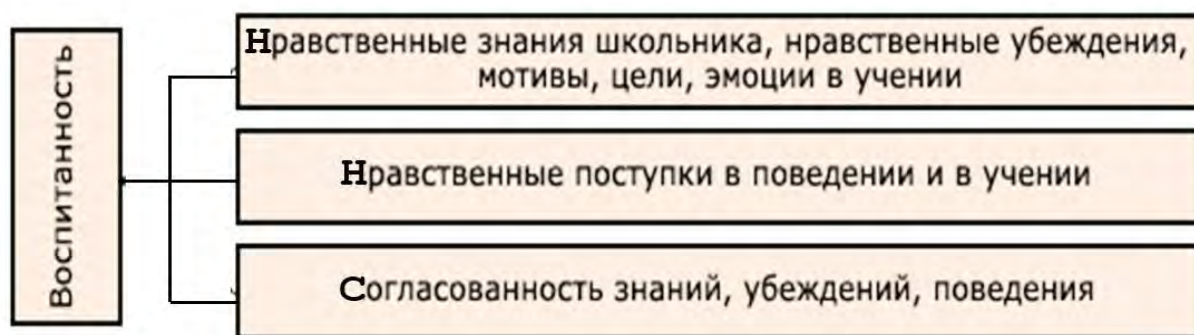 Воспитанность
Нравственные знания школьника, нравственные убеждения,
мотивы, цели, эмоции в учении
Нравственные поступки в поведении и в учении
Согласованность знаний, убеждений, поведения